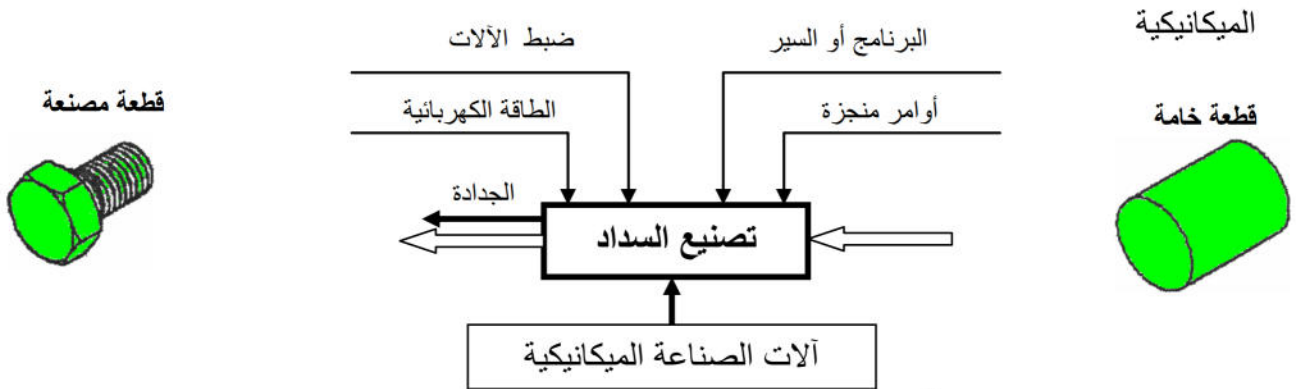 الميكانيكية
البرنامج أو السير
ضبط الآلات
أوامر منجزة
الطاقة الكهربائية
قطعة خامة
قطعة مصنعة
الجدادة
تصنيع السداد
آلات الصناعة الميكانيكية